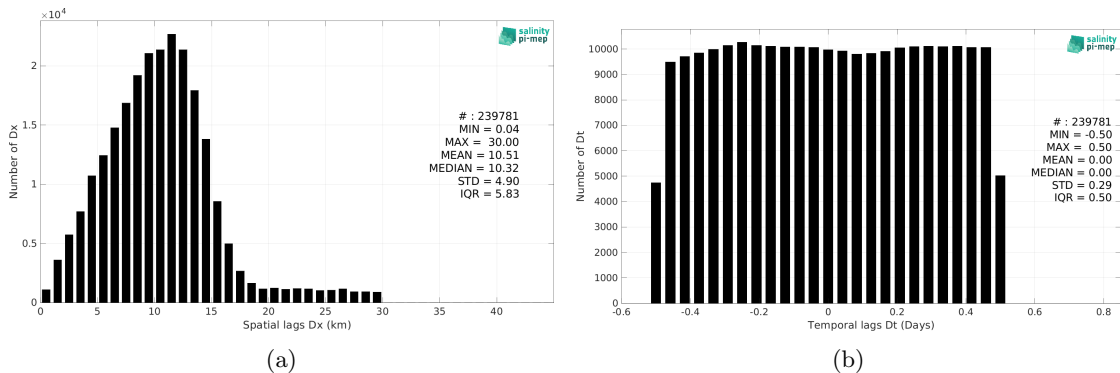 ×10⁴
2
1.5
1
0.5
0
Number of Dx
0 5 10 15 20 25 30 35 40
Spatial lags Dx (km)
salinity
pi-mep
# : 239781
MIN = 0.04
MAX = 30.00
MEAN = 10.51
MEDIAN = 10.32
STD = 4.90
IQR = 5.83
(a)
10000
9000
8000
7000
6000
5000
4000
3000
2000
1000
0
Number of Dt
-0.6 -0.4 -0.2 0 0.2 0.4 0.6 0.8
Temporal lags Dt (Days)
salinity
pi-mep
# : 239781
MIN = -0.50
MAX = 0.50
MEAN = 0.00
MEDIAN = 0.00
STD = 0.29
IQR = 0.50
(b)